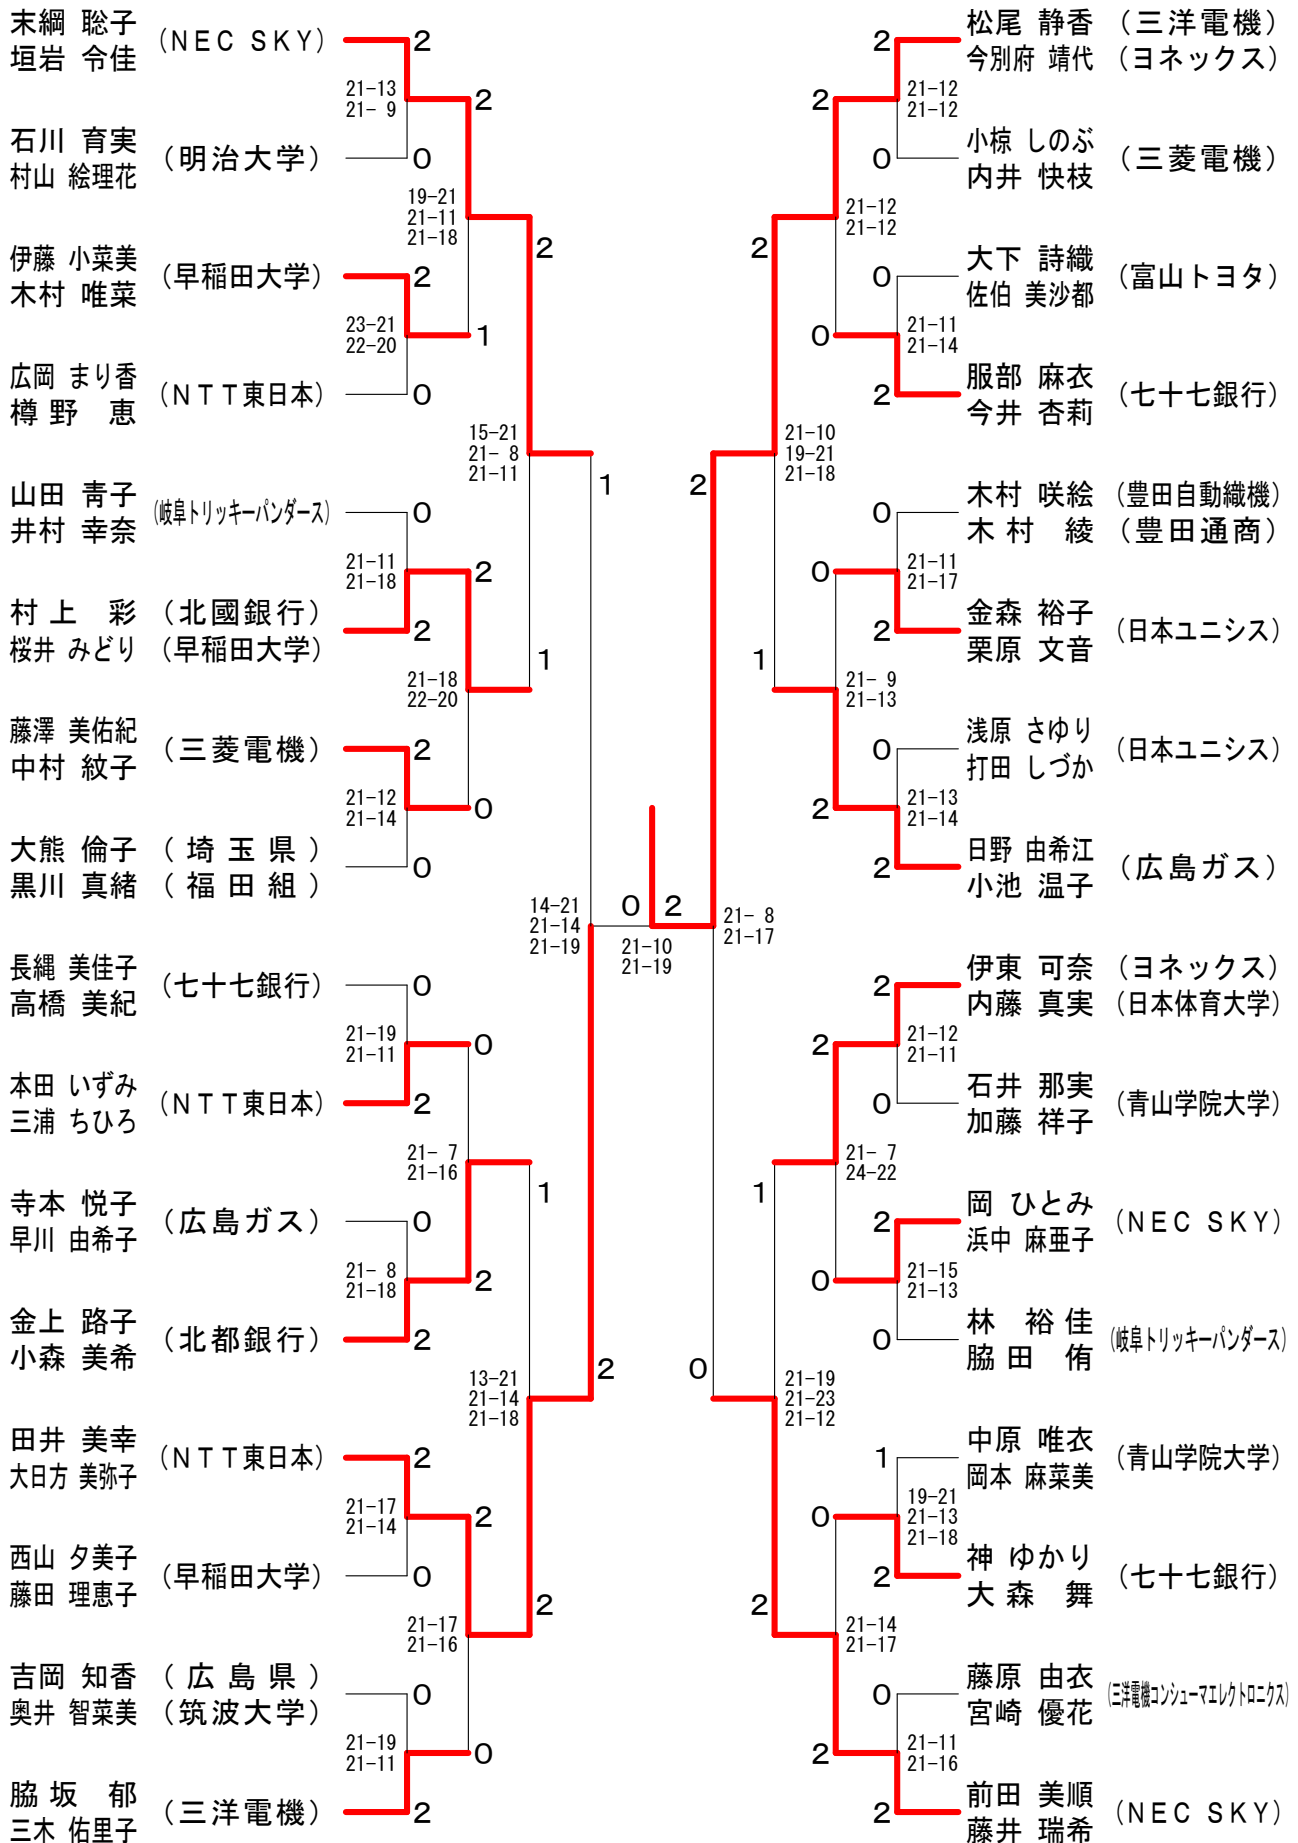 末綱 聡子
垣岩 令佳
(NEC SKY)
2
21-13
21- 9
2
石川 育実
村山 絵理花
(明治大学)
0
19-21
21-11
21-18
2
伊藤 小菜美
木村 唯菜
(早稲田大学)
2
23-21
22-20
1
広岡 まり香
樽野 恵
(NTT東日本)
0
15-21
21- 8
21-11
1
山田 青子
井村 幸奈
(岐阜トリッキーパンダース)
0
21-11
21-18
2
村上 彩
桜井 みどり
(北國銀行)
(早稲田大学)
2
21-18
22-20
1
藤澤 美佑紀
中村 紋子
(三菱電機)
2
21-12
21-14
0
大熊 倫子
黒川 真緒
(埼玉県)
(福田組)
0
14-21
21-14
21-19
0
2
21-10
21-19
長縄 美佳子
高橋 美紀
(七十七銀行)
0
21-19
21-11
0
本田 いずみ
三浦 ちひろ
(NTT東日本)
2
21- 7
21-16
1
寺本 悦子
早川 由希子
(広島ガス)
0
21- 8
21-18
2
金上 路子
小森 美希
(北都銀行)
2
13-21
21-14
21-18
2
田井 美幸
大日方 美弥子
(NTT東日本)
2
21-17
21-14
2
西山 夕美子
藤田 理恵子
(早稲田大学)
0
21-17
21-16
2
吉岡 知香
奥井 智菜美
(広島県)
(筑波大学)
0
21-19
21-11
0
脇坂 郁
三木 佑里子
(三洋電機)
2
2
松尾 静香
今別府 靖代
(三洋電機)
(ヨネックス)
2
21-12
21-12
0
小椋 しのぶ
内井 快枝
(三菱電機)
2
21-12
21-12
0
大下 詩織
佐伯 美沙都
(富山トヨタ)
0
21-11
21-14
2
服部 麻衣
今井 杏莉
(七十七銀行)
2
21-10
19-21
21-18
0
木村 咲絵
木村 綾
(豊田自動織機)
(豊田通商)
0
21-11
21-17
2
金森 裕子
栗原 文音
(日本ユニシス)
1
21- 9
21-13
0
浅原 さゆり
打田 しづか
(日本ユニシス)
2
21-13
21-14
2
日野 由希江
小池 温子
(広島ガス)
21- 8
21-17
2
伊東 可奈
内藤 真実
(ヨネックス)
(日本体育大学)
2
21-12
21-11
0
石井 那実
加藤 祥子
(青山学院大学)
1
21- 7
24-22
2
岡 ひとみ
浜中 麻亜子
(NEC SKY)
0
21-15
21-13
0
林 裕佳
脇田 侑
(岐阜トリッキーパンダース)
0
21-19
21-23
21-12
1
中原 唯衣
岡本 麻菜美
(青山学院大学)
0
19-21
21-13
21-18
2
神 ゆかり
大森 舞
(七十七銀行)
2
21-14
21-17
0
藤原 由衣
宮崎 優花
(三洋電機コンシューマエレクトロニクス)
2
21-11
21-16
2
前田 美順
藤井 瑞希
(NEC SKY)